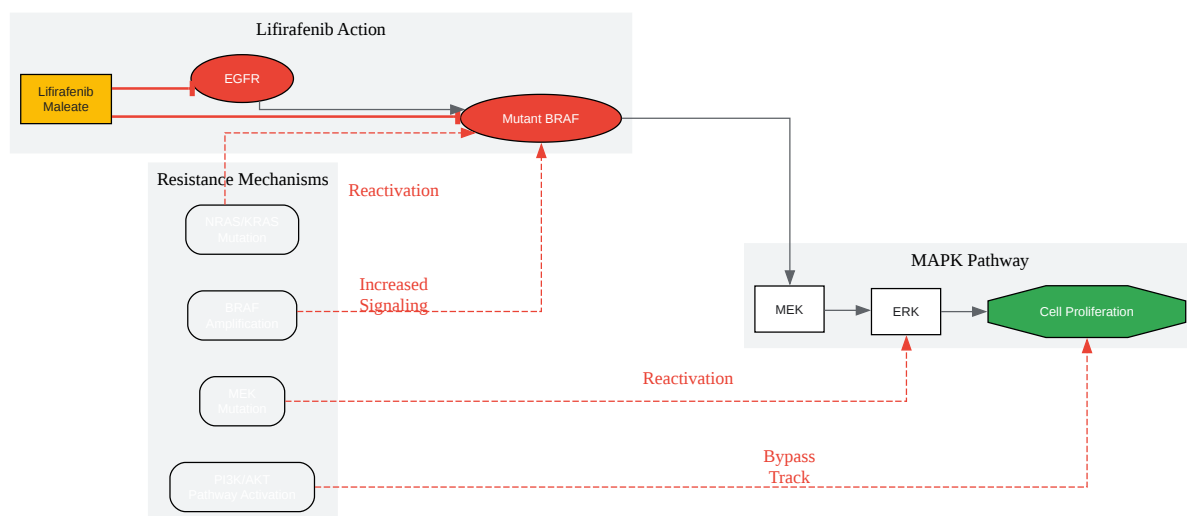 Lifirafenib Action
Lifirafenib
Maleate
EGFR
Mutant BRAF
Resistance Mechanisms
Reactivation
NRAS/KRAS
Mutation
MAPK Pathway
Increased
Signaling
BRAF
Amplification
MEK
ERK
Cell Proliferation
Reactivation
MEK
Mutation
Bypass
Track
PI3K/AKT
Pathway Activation